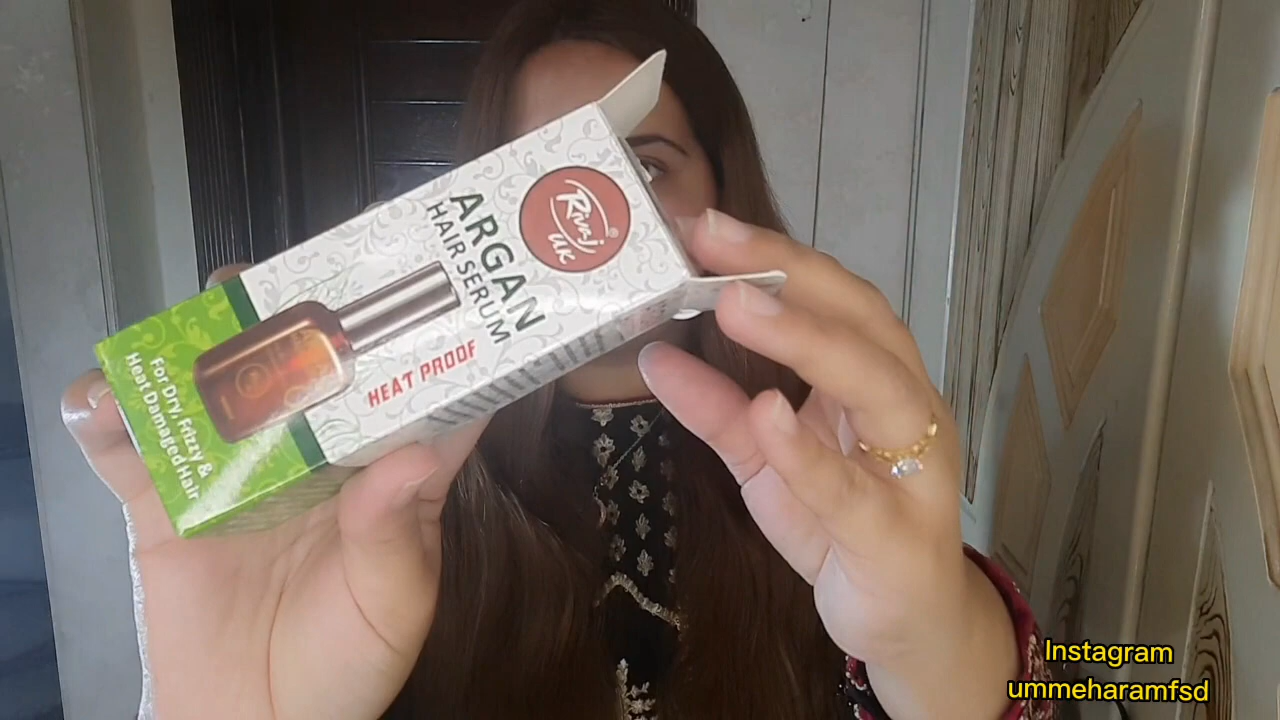 Rivaj®
UK
ARGAN
HAIR SERUM
HEAT PROOF
For Dry, Frizzy &
Heat Damaged Hair
Instagram
ummeharamfsd